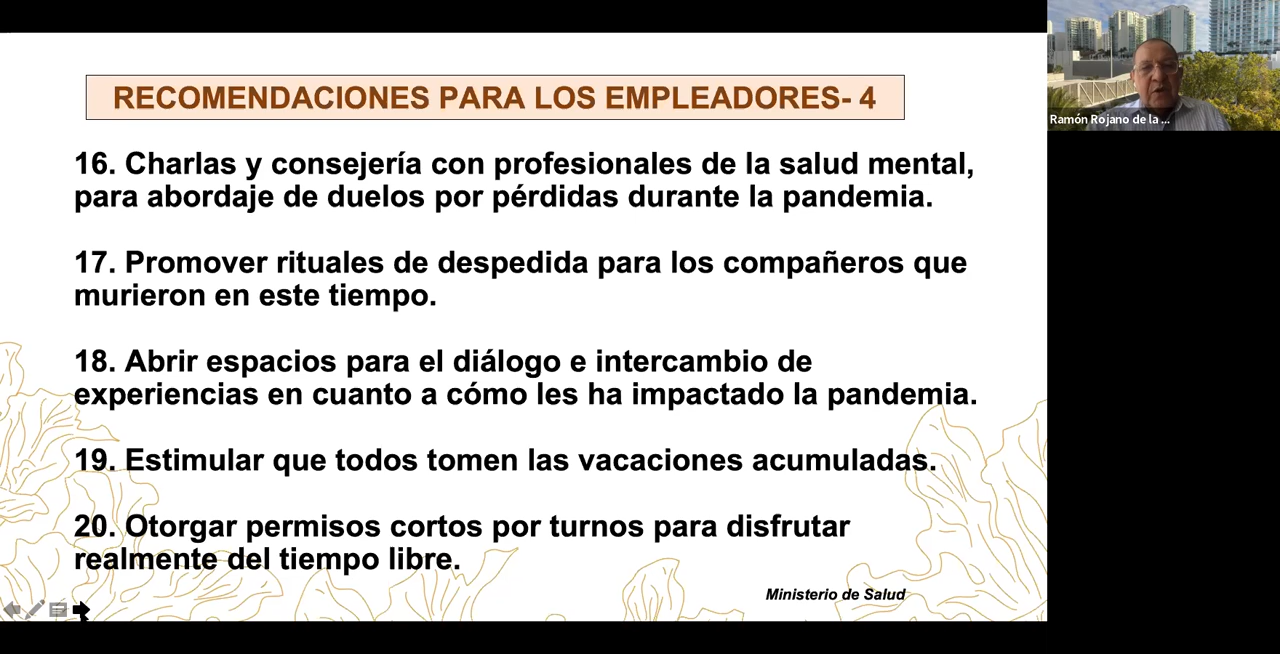 RECOMENDACIONES PARA LOS EMPLEADORES- 4
Ramón Rojano de la ...
16. Charlas y consejería con profesionales de la salud mental,
para abordaje de duelos por pérdidas durante la pandemia.
17. Promover rituales de despedida para los compañeros que
murieron en este tiempo.
18. Abrir espacios para el diálogo e intercambio de
experiencias en cuanto a cómo les ha impactado la pandemia.
19. Estimular que todos tomen las vacaciones acumuladas.
20. Otorgar permisos cortos por turnos para disfrutar
realmente del tiempo libre.
Ministerio de Salud